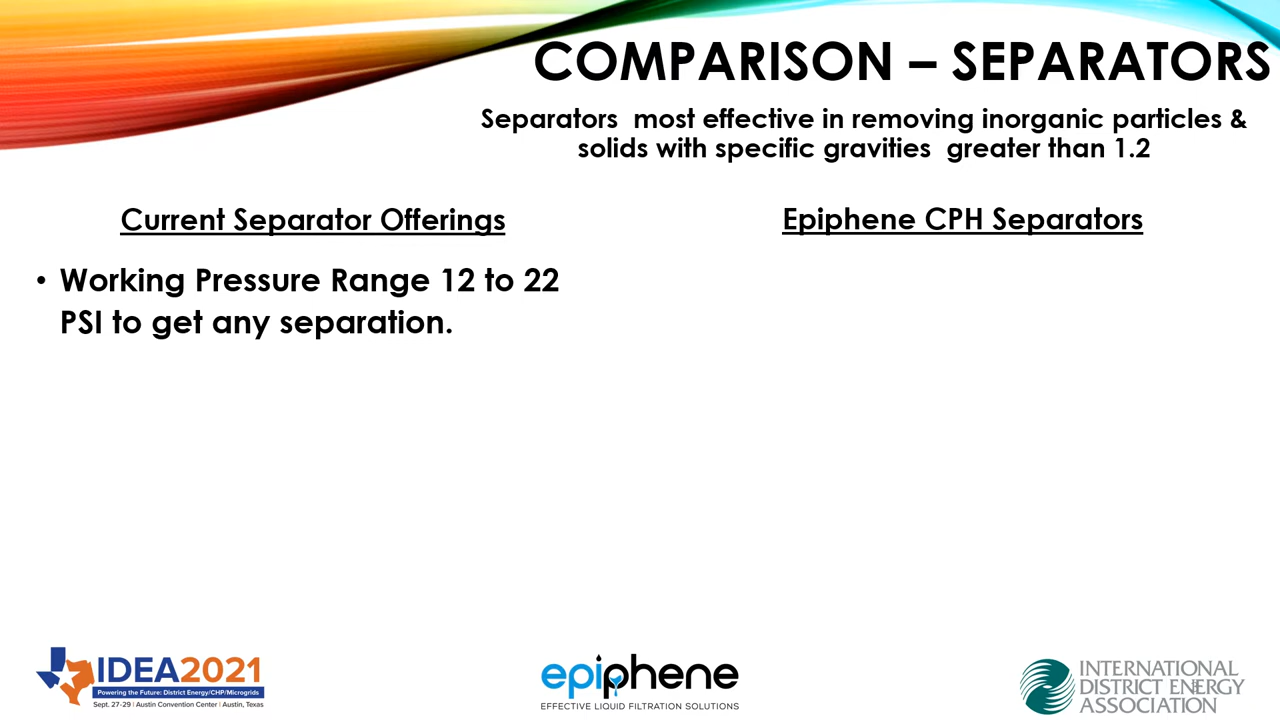 COMPARISON – SEPARATORS
Separators  most effective in removing inorganic particles &
solids with specific gravities  greater than 1.2
Current Separator Offerings
• Working Pressure Range 12 to 22
PSI to get any separation.
Epiphene CPH Separators
IDEA2021
Powering the Future: District Energy/CHP/Microgrids
Sept. 27-29 | Austin Convention Center | Austin, Texas
epiphene
EFFECTIVE LIQUID FILTRATION SOLUTIONS
INTERNATIONAL
DISTRICT ENERGY
ASSOCIATION